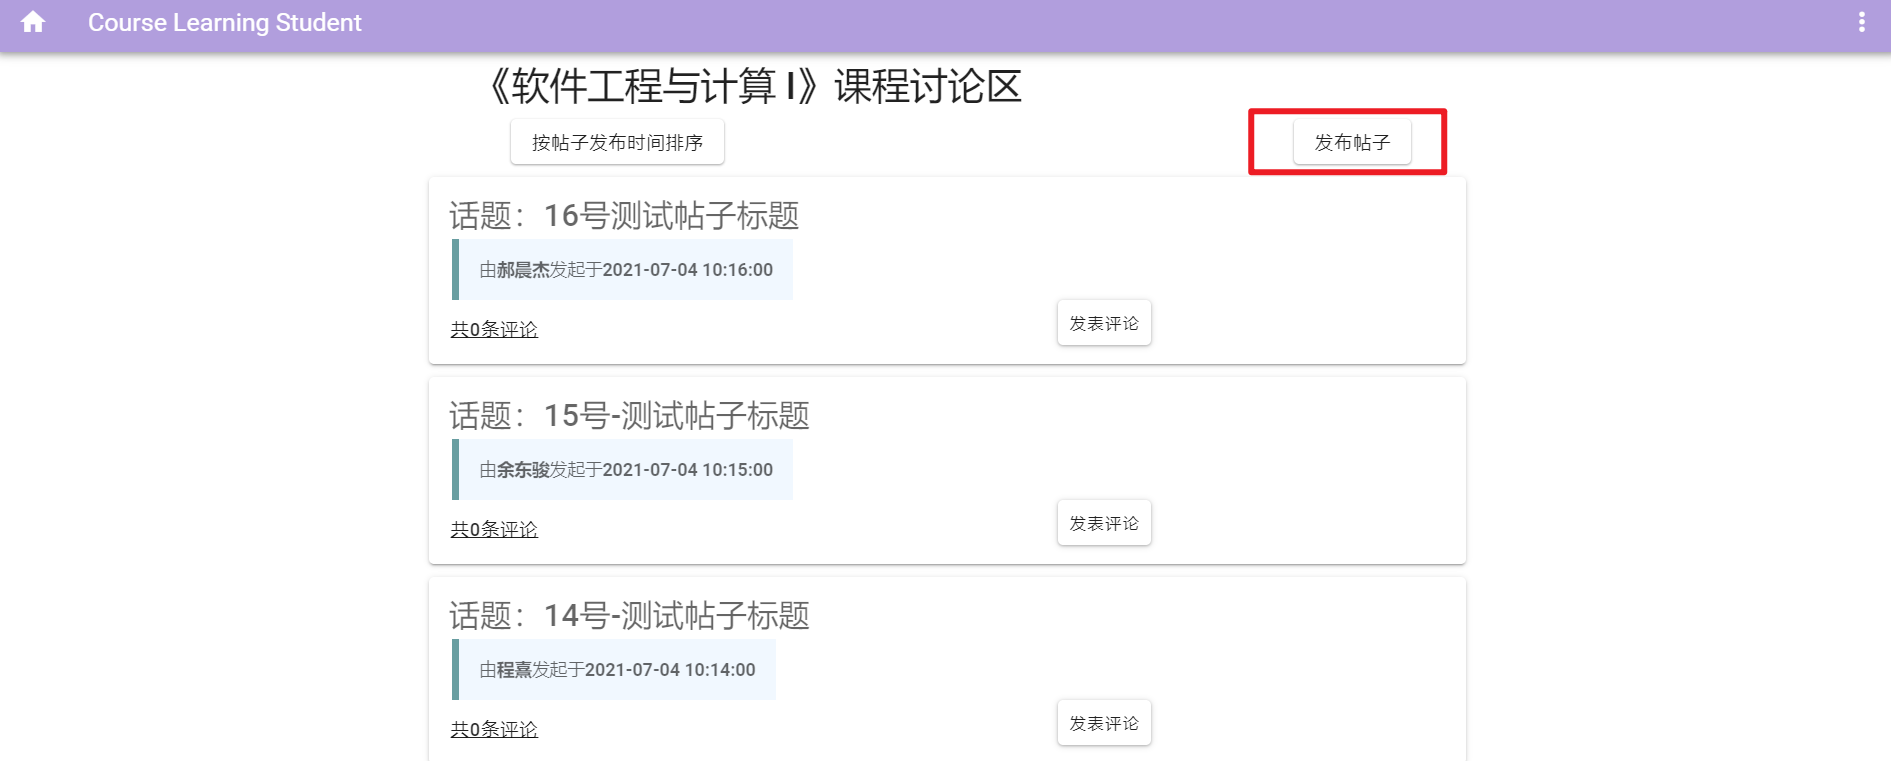 Course Learning Student
《软件工程与计算 I》课程讨论区
按帖子发布时间排序
发布帖子
话题：16号测试帖子标题
由郝晨杰发起于2021-07-04 10:16:00
共0条评论
发表评论
话题：15号-测试帖子标题
由余东骏发起于2021-07-04 10:15:00
共0条评论
发表评论
话题：14号-测试帖子标题
由程熹发起于2021-07-04 10:14:00
共0条评论
发表评论